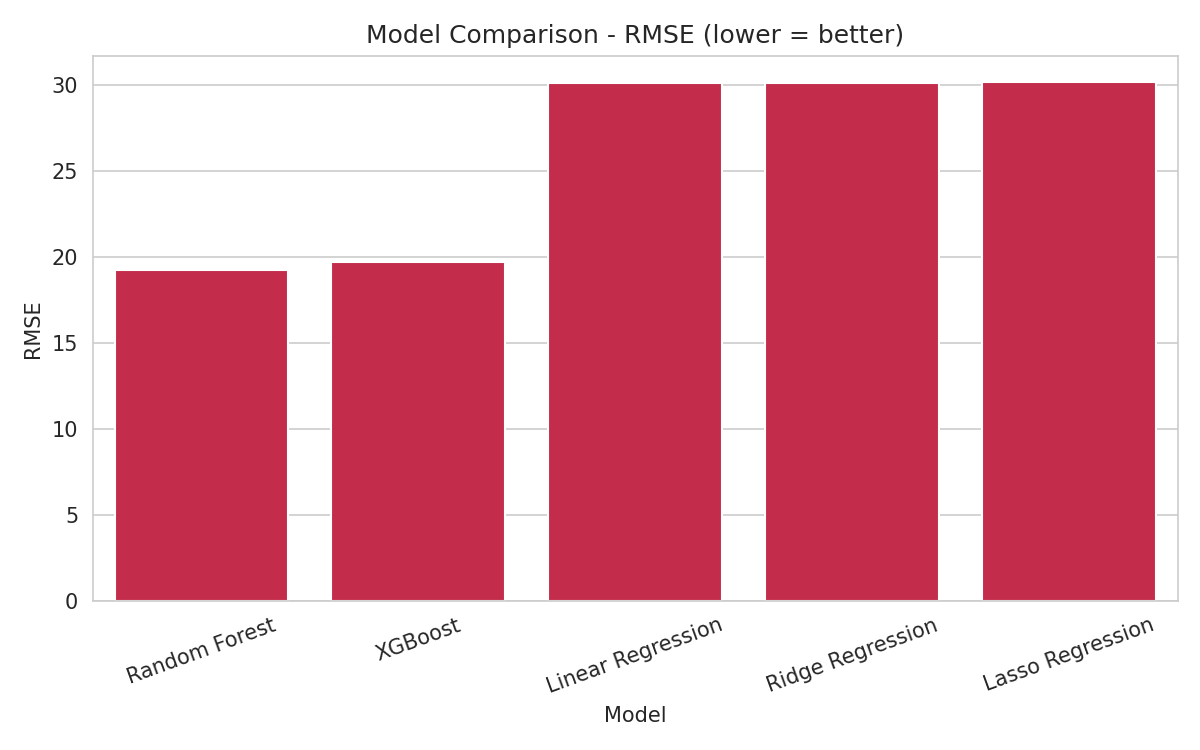 Model Comparison - RMSE (lower = better)
RMSE
30
25
20
15
10
5
0
Random Forest
XGBoost
Linear Regression
Ridge Regression
Lasso Regression
Model